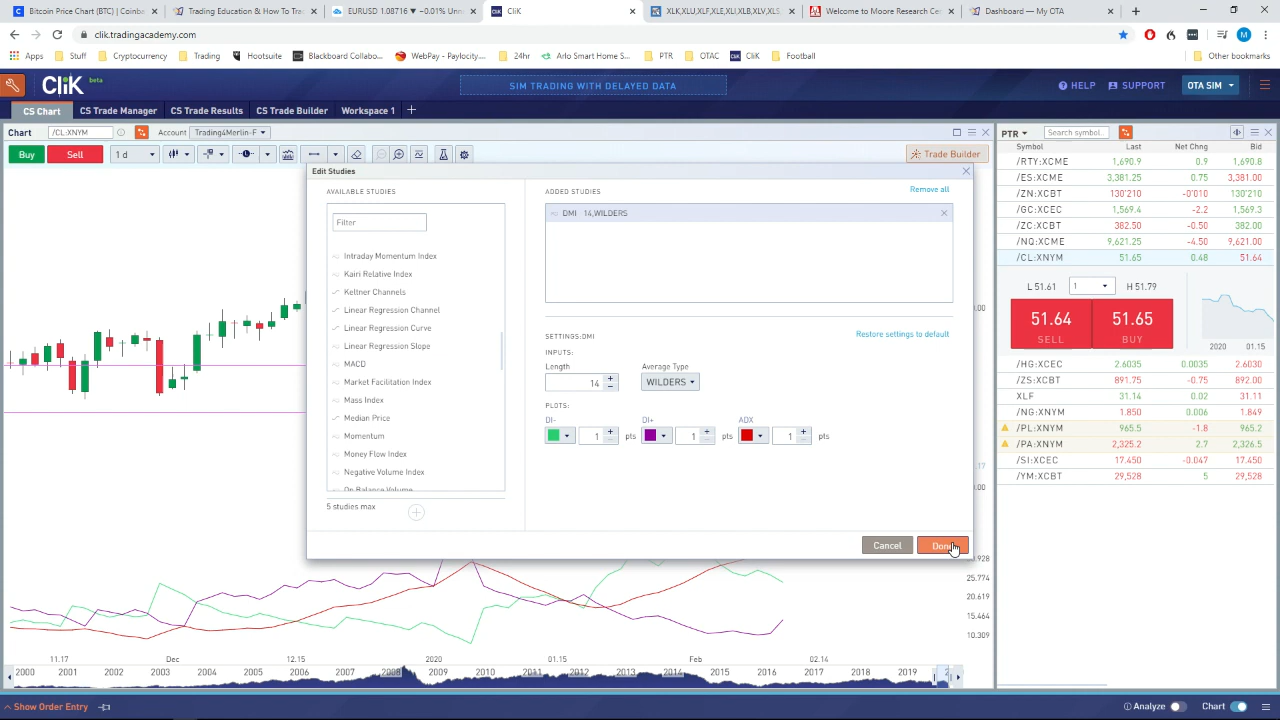 Bitcoin Price Chart (BTC) | Coinb
Trading Education & How To Tra
EURUSD 1.08716 ▼ −0.01% Unn
CliK
XLK,XLU,XLF,XLE,XLI,XLB,XLV,XLS
Welcome to Moore Research Ce
Dashboard — My OTA
clik.tradingacademy.com
Apps
Stuff
Cryptocurrency
Trading
Hootsuite
Blackboard Collabo...
WebPay - Paylocity...
24hr
Arlo Smart Home S...
PTR
OTAC
CliK
Football
Other bookmarks
CliK beta
SIM TRADING WITH DELAYED DATA
HELP
SUPPORT
OTA SIM
CS Chart
CS Trade Manager
CS Trade Results
CS Trade Builder
Workspace 1
Chart
/CL:XNYM
Account
Trading4Merlin-F
Buy
Sell
1 d
Trade Builder
Edit Studies
AVAILABLE STUDIES
Filter
Intraday Momentum Index
Kairi Relative Index
Keltner Channels
Linear Regression Channel
Linear Regression Curve
Linear Regression Slope
MACD
Market Facilitation Index
Mass Index
Median Price
Momentum
Money Flow Index
Negative Volume Index
On Balance Volume
5 studies max
ADDED STUDIES
Remove all
DMI 14,WILDERS
SETTINGS:DMI
Restore settings to default
INPUTS:
Length
Average Type
14
WILDERS
PLOTS:
DI-
DI+
ADX
1 pts
1 pts
1 pts
Cancel
Done
25.774
20.619
15.464
10.309
11.17
Dec
12.15
2020
01.15
Feb
02.14
2000
2001
2002
2003
2004
2005
2006
2007
2008
2009
2010
2011
2012
2013
2014
2015
2016
2017
2018
2019
PTR
Search symbol...
Symbol Last Net Chng Bid
/RTY:XCME 1,690.9 0.9 1,690.8
/ES:XCME 3,381.25 0.75 3,381.00
/ZN:XCBT 130'210 -0'010 130'210
/GC:XCEC 1,569.4 -2.2 1,569.3
/ZC:XCBT 382.50 -0.50 382.00
/NQ:XCME 9,621.25 -4.50 9,621.00
/CL:XNYM 51.65 0.48 51.64
L 51.61
1
H 51.79
51.64
SELL
51.65
BUY
2020
01.15
/HG:XCEC 2.6035 0.0035 2.6030
/ZS:XCBT 891.75 -0.75 892.00
XLF 31.14 0.02 31.11
/NG:XNYM 1.850 0.006 1.849
/PL:XNYM 965.5 -1.8 965.2
/PA:XNYM 2,325.2 2.7 2,326.5
/SI:XCEC 17.450 -0.047 17.450
/YM:XCBT 29,528 5 29,528
Show Order Entry
Analyze
Chart